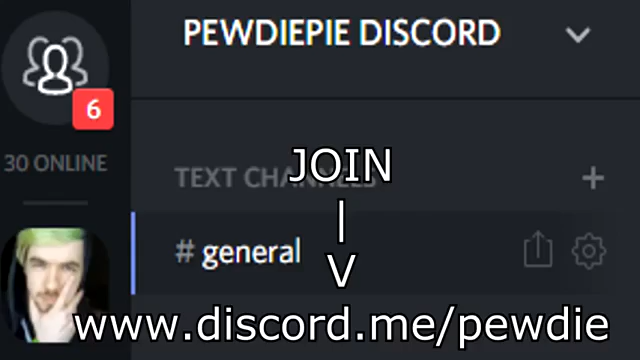 PEWDIEPIE DISCORD
6
30 ONLINE
TEXT CHANNELS
JOIN
|
V
# general
www.discord.me/pewdie